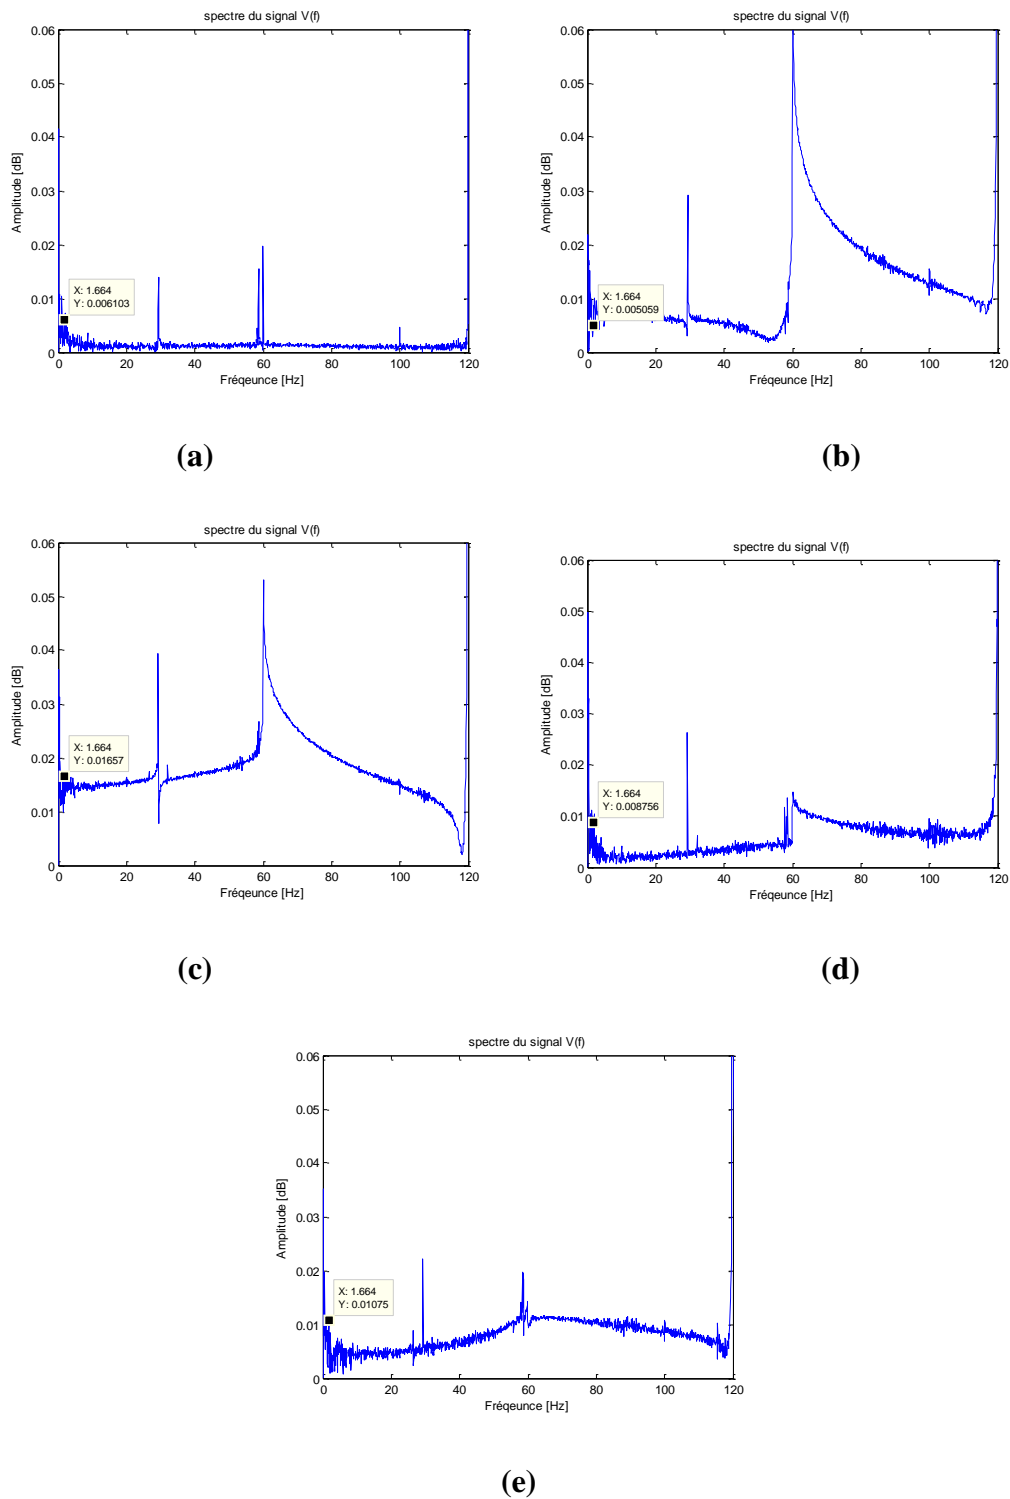 spectre du signal V(f)
0.06
0.05
0.04
0.03
0.02
0.01
0
Amplitude [dB]
X: 1.664
Y: 0.006103
0 20 40 60 80 100 120
Fréqeunce [Hz]
(a)
spectre du signal V(f)
0.06
0.05
0.04
0.03
0.02
0.01
0
Amplitude [dB]
X: 1.664
Y: 0.005059
0 20 40 60 80 100 120
Fréqeunce [Hz]
(b)
spectre du signal V(f)
0.06
0.05
0.04
0.03
0.02
0.01
0
Amplitude [dB]
X: 1.664
Y: 0.01657
0 20 40 60 80 100 120
Fréqeunce [Hz]
(c)
spectre du signal V(f)
0.06
0.05
0.04
0.03
0.02
0.01
0
Amplitude [dB]
X: 1.664
Y: 0.008756
0 20 40 60 80 100 120
Fréqeunce [Hz]
(d)
spectre du signal V(f)
0.06
0.05
0.04
0.03
0.02
0.01
0
Amplitude [dB]
X: 1.664
Y: 0.01075
0 20 40 60 80 100 120
Fréqeunce [Hz]
(e)